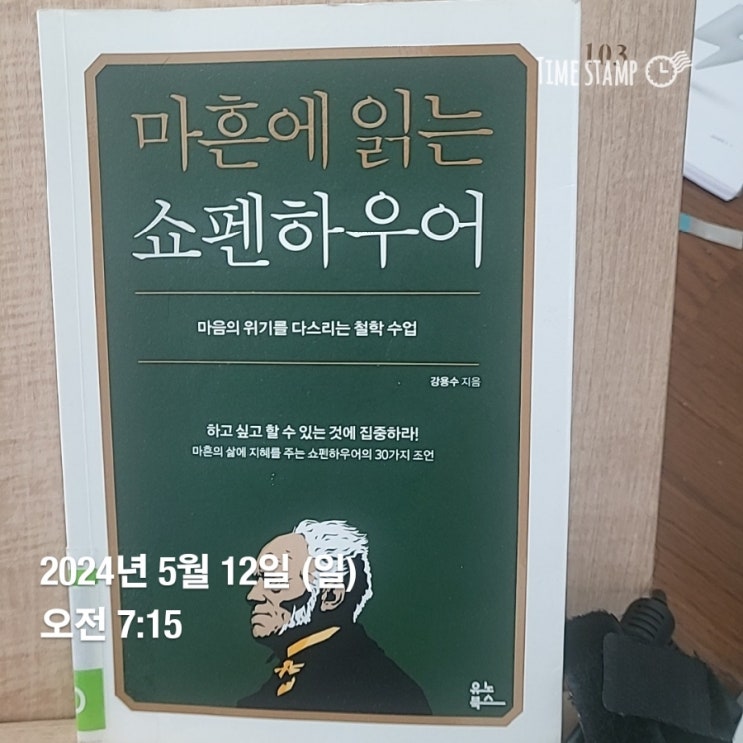 103
TIME STAMP
마흔에 읽는
쇼펜하우어
마음의 위기를 다스리는 철학 수업
강용수 지음
하고 싶고 할 수 있는 것에 집중하라!
마흔의 삶에 지혜를 주는 쇼펜하우어의 30가지 조언
2024년 5월 12일 (일)
오전 7:15
유노
북스